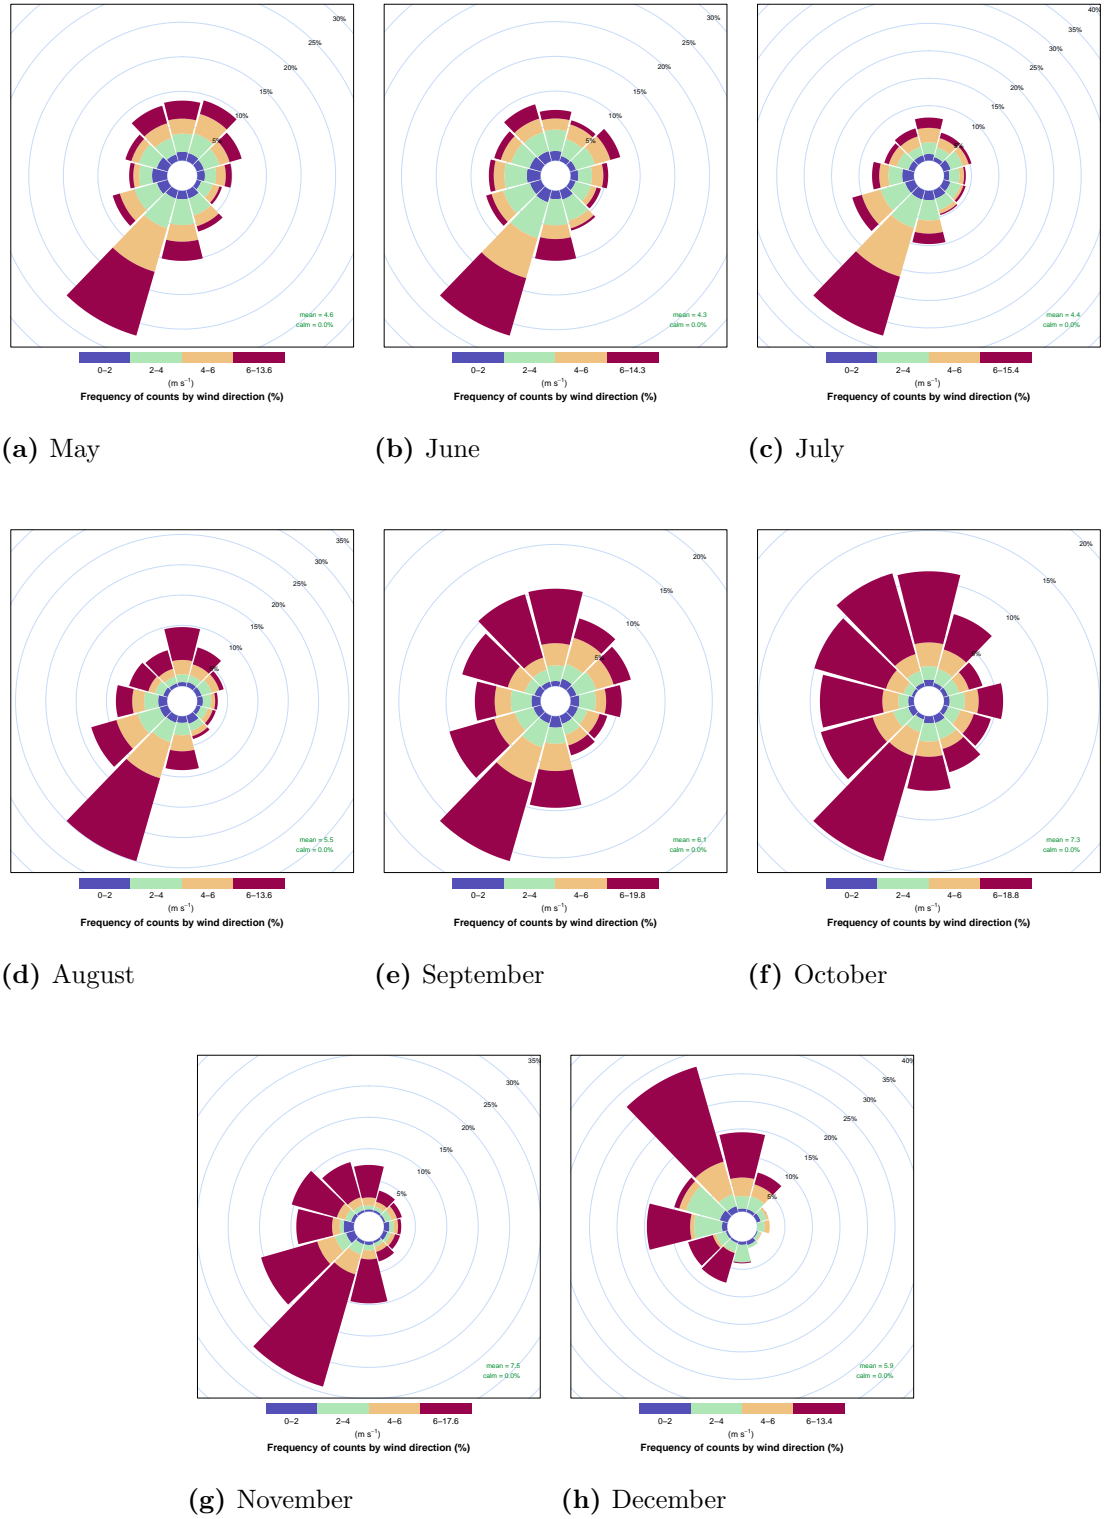 30%
25%
20%
15%
10%
5%
mean = 4.6
calm = 0.0%
0–2 2–4 4–6 6–13.6
(m s⁻¹)
Frequency of counts by wind direction (%)
(a) May
30%
25%
20%
15%
10%
5%
mean = 4.3
calm = 0.0%
0–2 2–4 4–6 6–14.3
(m s⁻¹)
Frequency of counts by wind direction (%)
(b) June
40%
35%
30%
25%
20%
15%
10%
5%
mean = 4.4
calm = 0.0%
0–2 2–4 4–6 6–15.4
(m s⁻¹)
Frequency of counts by wind direction (%)
(c) July
35%
30%
25%
20%
15%
10%
5%
mean = 5.5
calm = 0.0%
0–2 2–4 4–6 6–13.6
(m s⁻¹)
Frequency of counts by wind direction (%)
(d) August
20%
15%
10%
5%
mean = 6.1
calm = 0.0%
0–2 2–4 4–6 6–19.8
(m s⁻¹)
Frequency of counts by wind direction (%)
(e) September
20%
15%
10%
5%
mean = 7.3
calm = 0.0%
0–2 2–4 4–6 6–18.8
(m s⁻¹)
Frequency of counts by wind direction (%)
(f) October
35%
30%
25%
20%
15%
10%
5%
mean = 7.5
calm = 0.0%
0–2 2–4 4–6 6–17.6
(m s⁻¹)
Frequency of counts by wind direction (%)
(g) November
40%
35%
30%
25%
20%
15%
10%
5%
mean = 5.9
calm = 0.0%
0–2 2–4 4–6 6–13.4
(m s⁻¹)
Frequency of counts by wind direction (%)
(h) December